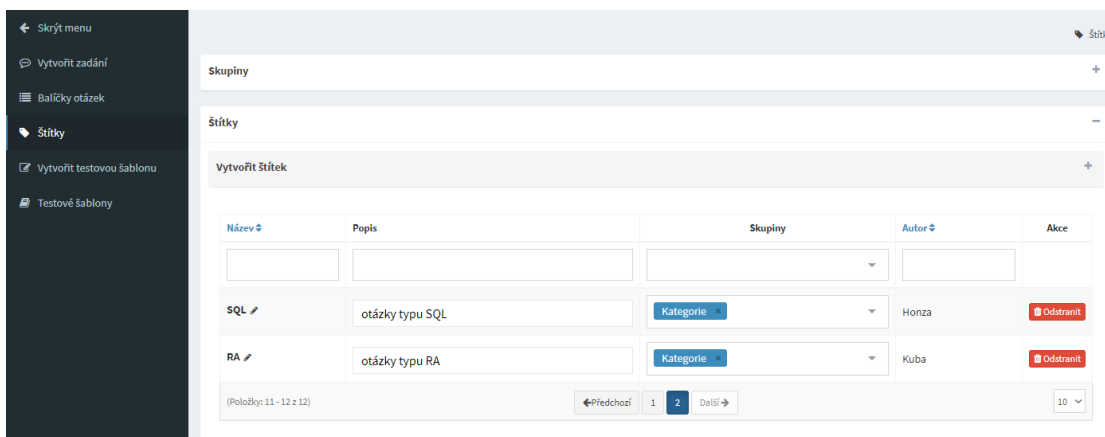 Skrýt menu
Vytvořit zadání
Balíčky otázek
Štítky
Vytvořit testovou šablonu
Testové šablony
Skupiny
Štítky
Vytvořit štítek
Název Popis Skupiny Autor Akce
SQL otázky typu SQL Kategorie × Honza Odstranit
RA otázky typu RA Kategorie × Kuba Odstranit
(Položky: 11 - 12 z 12) Předchozí 1 2 Další 10